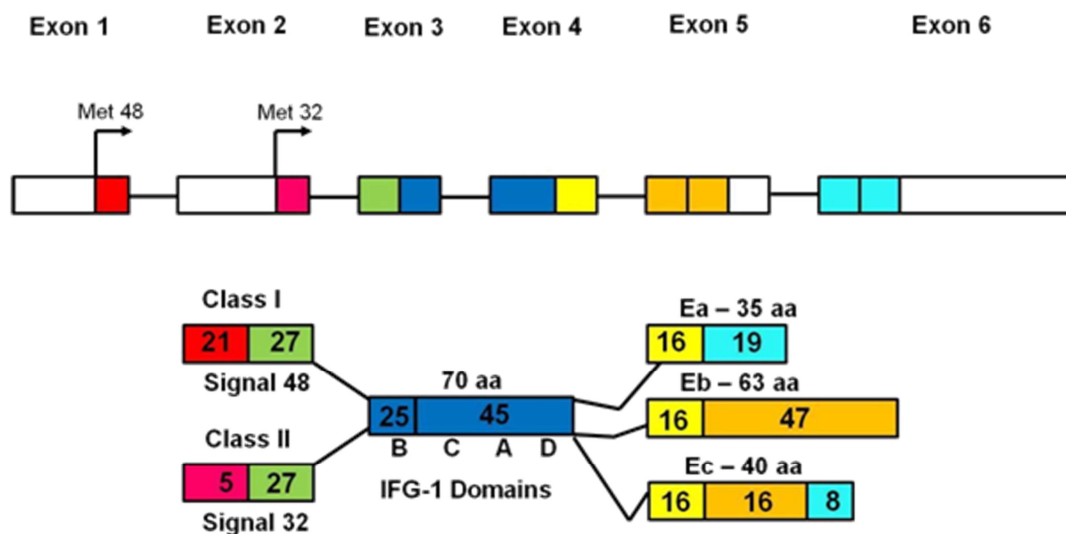 Exon 1 Exon 2 Exon 3 Exon 4 Exon 5 Exon 6
Met 48 Met 32
Class I
21 27
Signal 48
Class II
5 27
Signal 32
70 aa
25 45
B C A D
IFG-1 Domains
Ea – 35 aa
16 19
Eb – 63 aa
16 47
Ec – 40 aa
16 16 8